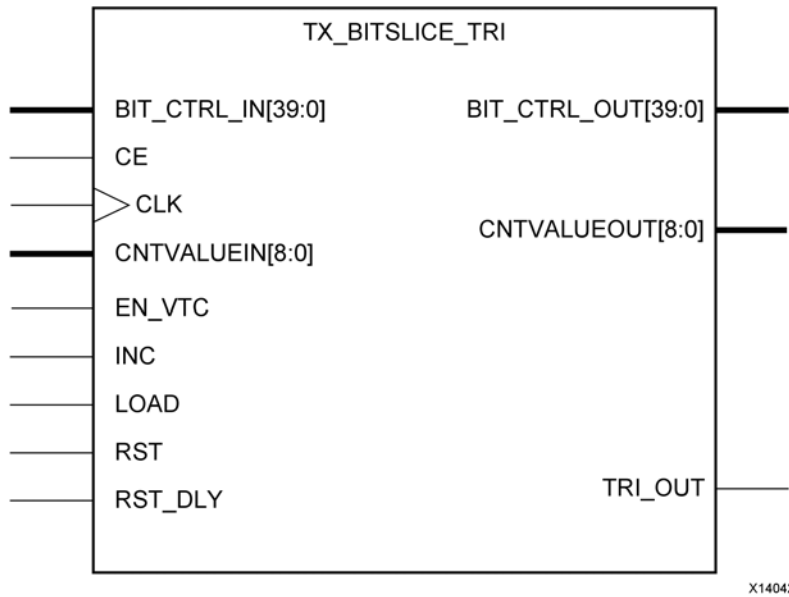 TX_BITSLICE_TRI
BIT_CTRL_IN[39:0]
BIT_CTRL_OUT[39:0]
CE
CLK
CNTVALUEOUT[8:0]
CNTVALUEIN[8:0]
EN_VTC
INC
LOAD
RST
TRI_OUT
RST_DLY
X14042